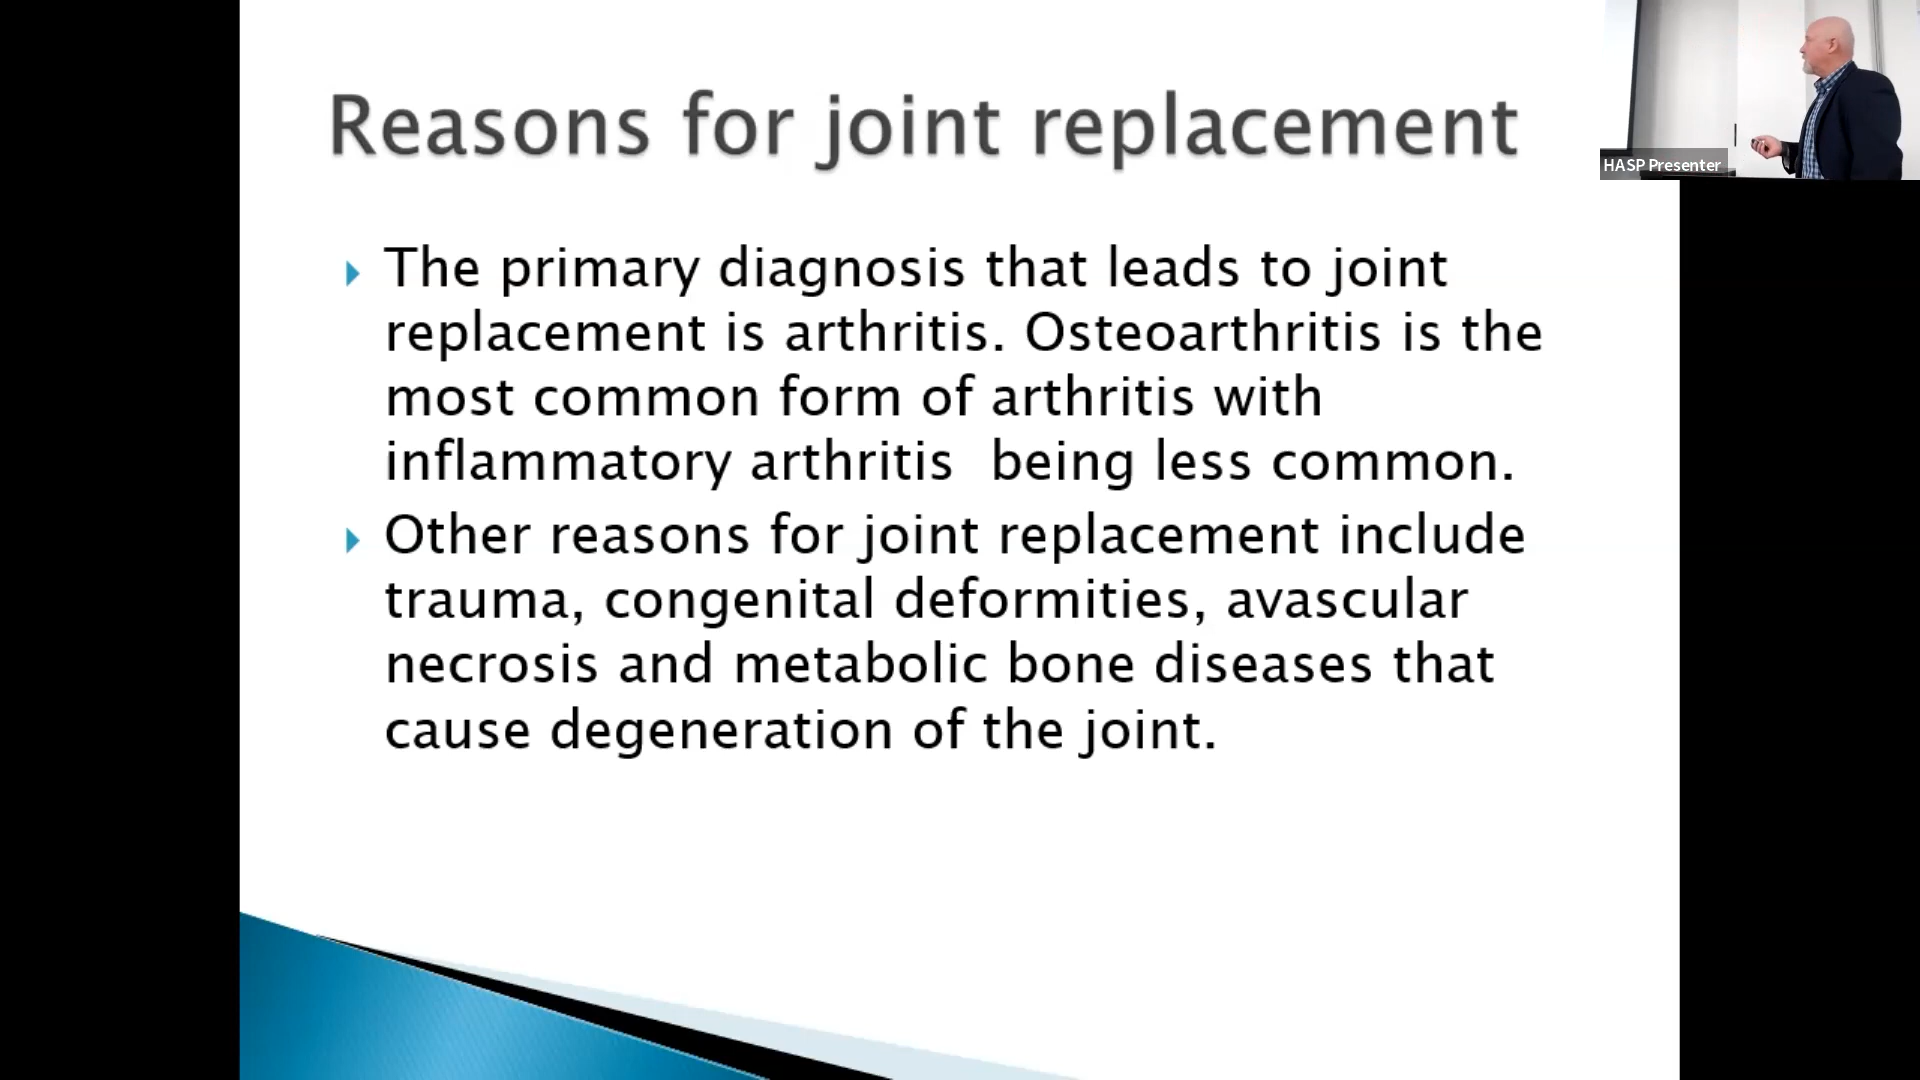 Reasons for joint replacement
HASP Presenter
The primary diagnosis that leads to joint
replacement is arthritis. Osteoarthritis is the
most common form of arthritis with
inflammatory arthritis  being less common.
Other reasons for joint replacement include
trauma, congenital deformities, avascular
necrosis and metabolic bone diseases that
cause degeneration of the joint.